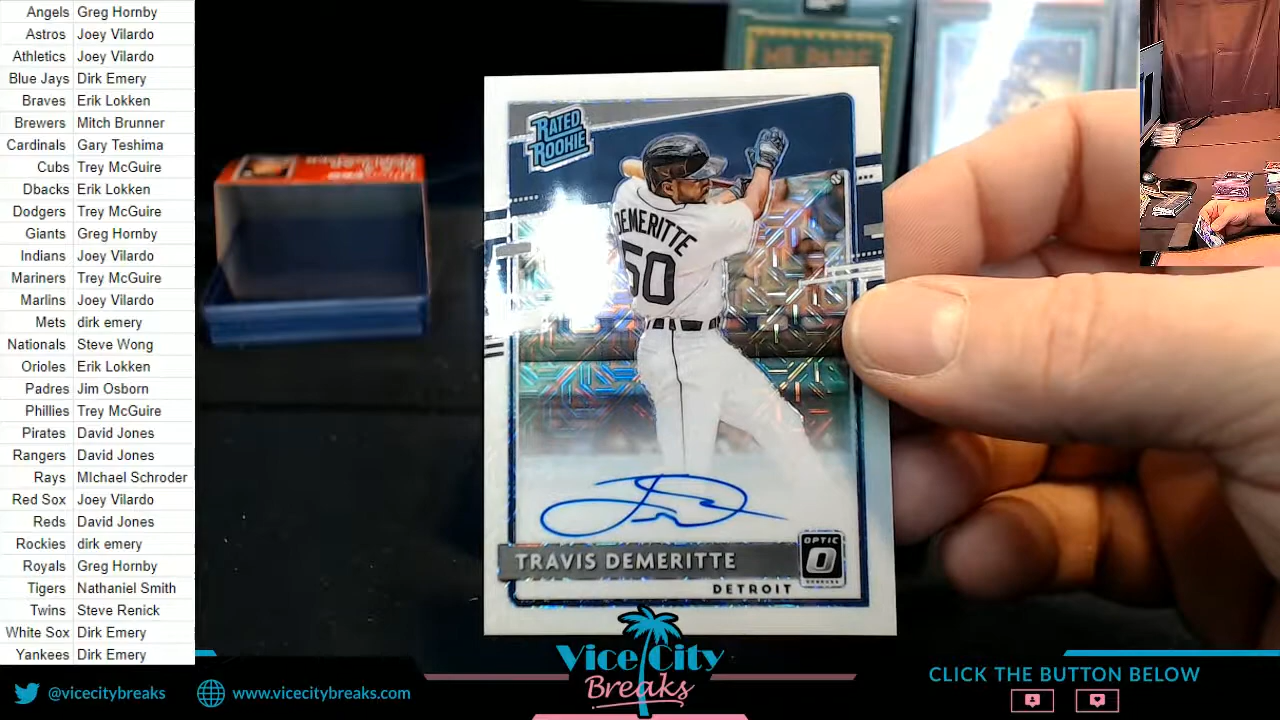 Angels Greg Hornby
Astros Joey Vilardo
Athletics Joey Vilardo
Blue Jays Dirk Emery
Braves Erik Lokken
Brewers Mitch Brunner
Cardinals Gary Teshima
Cubs Trey McGuire
Dbacks Erik Lokken
Dodgers Trey McGuire
Giants Greg Hornby
Indians Joey Vilardo
Mariners Trey McGuire
Marlins Joey Vilardo
Mets dirk emery
Nationals Steve Wong
Orioles Erik Lokken
Padres Jim Osborn
Phillies Trey McGuire
Pirates David Jones
Rangers David Jones
Rays MIchael Schroder
Red Sox Joey Vilardo
Reds David Jones
Rockies dirk emery
Royals Greg Hornby
Tigers Nathaniel Smith
Twins Steve Renick
White Sox Dirk Emery
Yankees Dirk Emery
RATED
ROOKIE
DEMERITTE
50
TRAVIS DEMERITTE
OPTIC
DETROIT
@vicecitybreaks
www.vicecitybreaks.com
Vice City
Breaks
CLICK THE BUTTON BELOW